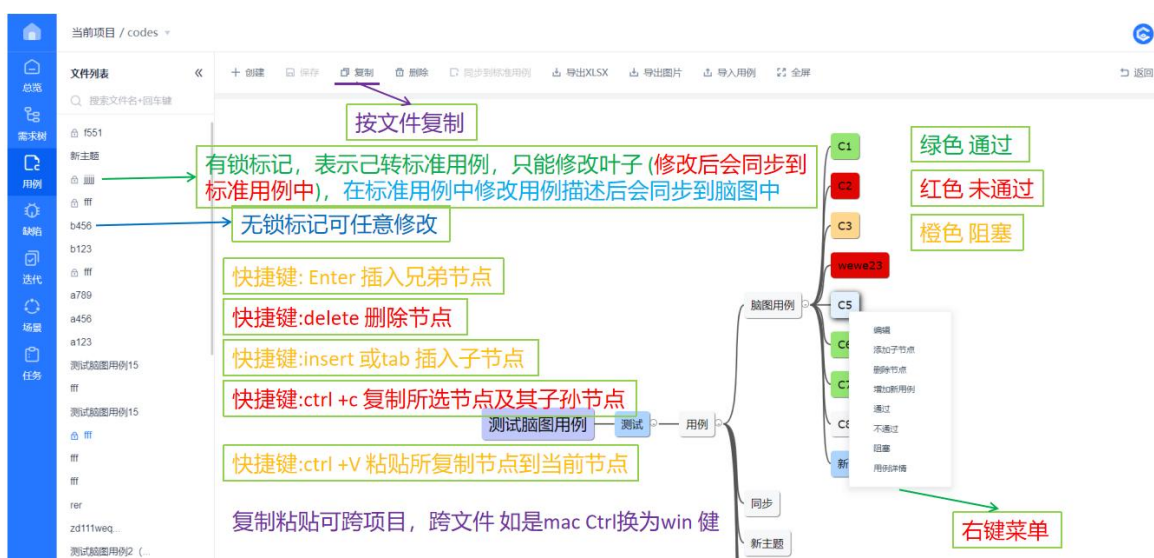 当前项目 / codes
总览
需求树
用例
缺陷
迭代
场景
任务
文件列表
搜索文件名+回车键
f551
新主题
jjjjjj
fff
b456
b123
fff
a789
a456
a123
测试脑图用例15
fff
测试脑图用例15
fff
fff
fff
rer
zd111weq...
测试脑图用例2（...
创建
保存
复制
删除
同步到标准用例
导出XLSX
导出图片
导入用例
全屏
返回
按文件复制
有锁标记，表示己转标准用例，只能修改叶子 (修改后会同步到
标准用例中)，在标准用例中修改用例描述后会同步到脑图中
无锁标记可任意修改
快捷键: Enter 插入兄弟节点
快捷键:delete 删除节点
快捷键:insert 或tab 插入子节点
快捷键:ctrl +c 复制所选节点及其子孙节点
快捷键:ctrl +V 粘贴所复制节点到当前节点
复制粘贴可跨项目，跨文件 如是mac Ctrl换为win 健
测试脑图用例
测试
用例
脑图用例
同步
新主题
C1
C2
C3
wewe23
C5
C6
C7
C8
新
编辑
添加子节点
删除节点
增加新用例
通过
不通过
阻塞
用例详情
绿色 通过
红色 未通过
橙色 阻塞
右键菜单